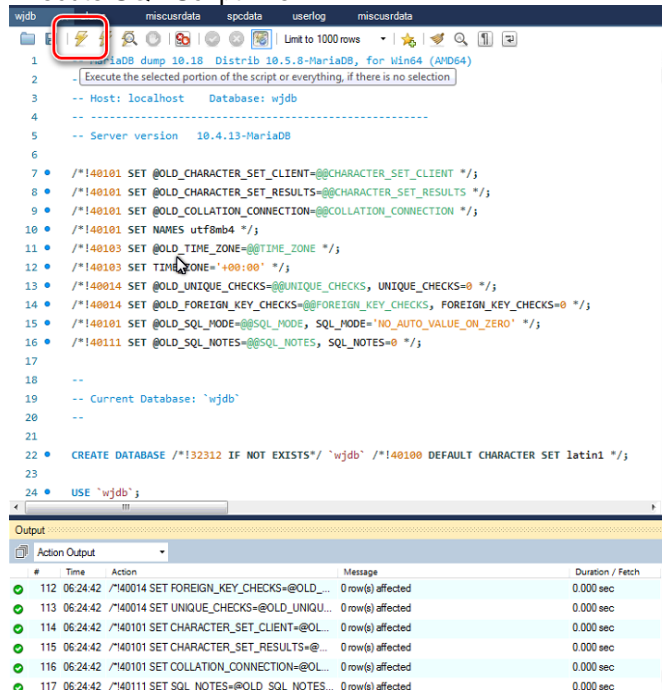 wjdb miscusrdata spcdata userlog miscusrdata
Limit to 1000 rows
1 MariaDB dump 10.18 Distrib 10.5.8-MariaDB, for Win64 (AMD64)
2 -
Execute the selected portion of the script or everything, if there is no selection
3 -- Host: localhost Database: wjdb
4 -- ------------------------------------------------------
5 -- Server version 10.4.13-MariaDB
6
7 /*!40101 SET @OLD_CHARACTER_SET_CLIENT=@@CHARACTER_SET_CLIENT */;
8 /*!40101 SET @OLD_CHARACTER_SET_RESULTS=@@CHARACTER_SET_RESULTS */;
9 /*!40101 SET @OLD_COLLATION_CONNECTION=@@COLLATION_CONNECTION */;
10 /*!40101 SET NAMES utf8mb4 */;
11 /*!40103 SET @OLD_TIME_ZONE=@@TIME_ZONE */;
12 /*!40103 SET TIME_ZONE='+00:00' */;
13 /*!40014 SET @OLD_UNIQUE_CHECKS=@@UNIQUE_CHECKS, UNIQUE_CHECKS=0 */;
14 /*!40014 SET @OLD_FOREIGN_KEY_CHECKS=@@FOREIGN_KEY_CHECKS, FOREIGN_KEY_CHECKS=0 */;
15 /*!40101 SET @OLD_SQL_MODE=@@SQL_MODE, SQL_MODE='NO_AUTO_VALUE_ON_ZERO' */;
16 /*!40111 SET @OLD_SQL_NOTES=@@SQL_NOTES, SQL_NOTES=0 */;
17
18 --
19 -- Current Database: `wjdb`
20 --
21
22 CREATE DATABASE /*!32312 IF NOT EXISTS*/ `wjdb` /*!40100 DEFAULT CHARACTER SET latin1 */;
23
24 USE `wjdb`;
Output
Action Output
# Time Action Message Duration / Fetch
112 06:24:42 /*!40014 SET FOREIGN_KEY_CHECKS=@OLD_... 0 row(s) affected 0.000 sec
113 06:24:42 /*!40014 SET UNIQUE_CHECKS=@OLD_UNIQU... 0 row(s) affected 0.000 sec
114 06:24:42 /*!40101 SET CHARACTER_SET_CLIENT=@OL... 0 row(s) affected 0.000 sec
115 06:24:42 /*!40101 SET CHARACTER_SET_RESULTS=@... 0 row(s) affected 0.000 sec
116 06:24:42 /*!40101 SET COLLATION_CONNECTION=@OL... 0 row(s) affected 0.000 sec
117 06:24:42 /*!40111 SET SQL_NOTES=@OLD_SQL_NOTES... 0 row(s) affected 0.000 sec